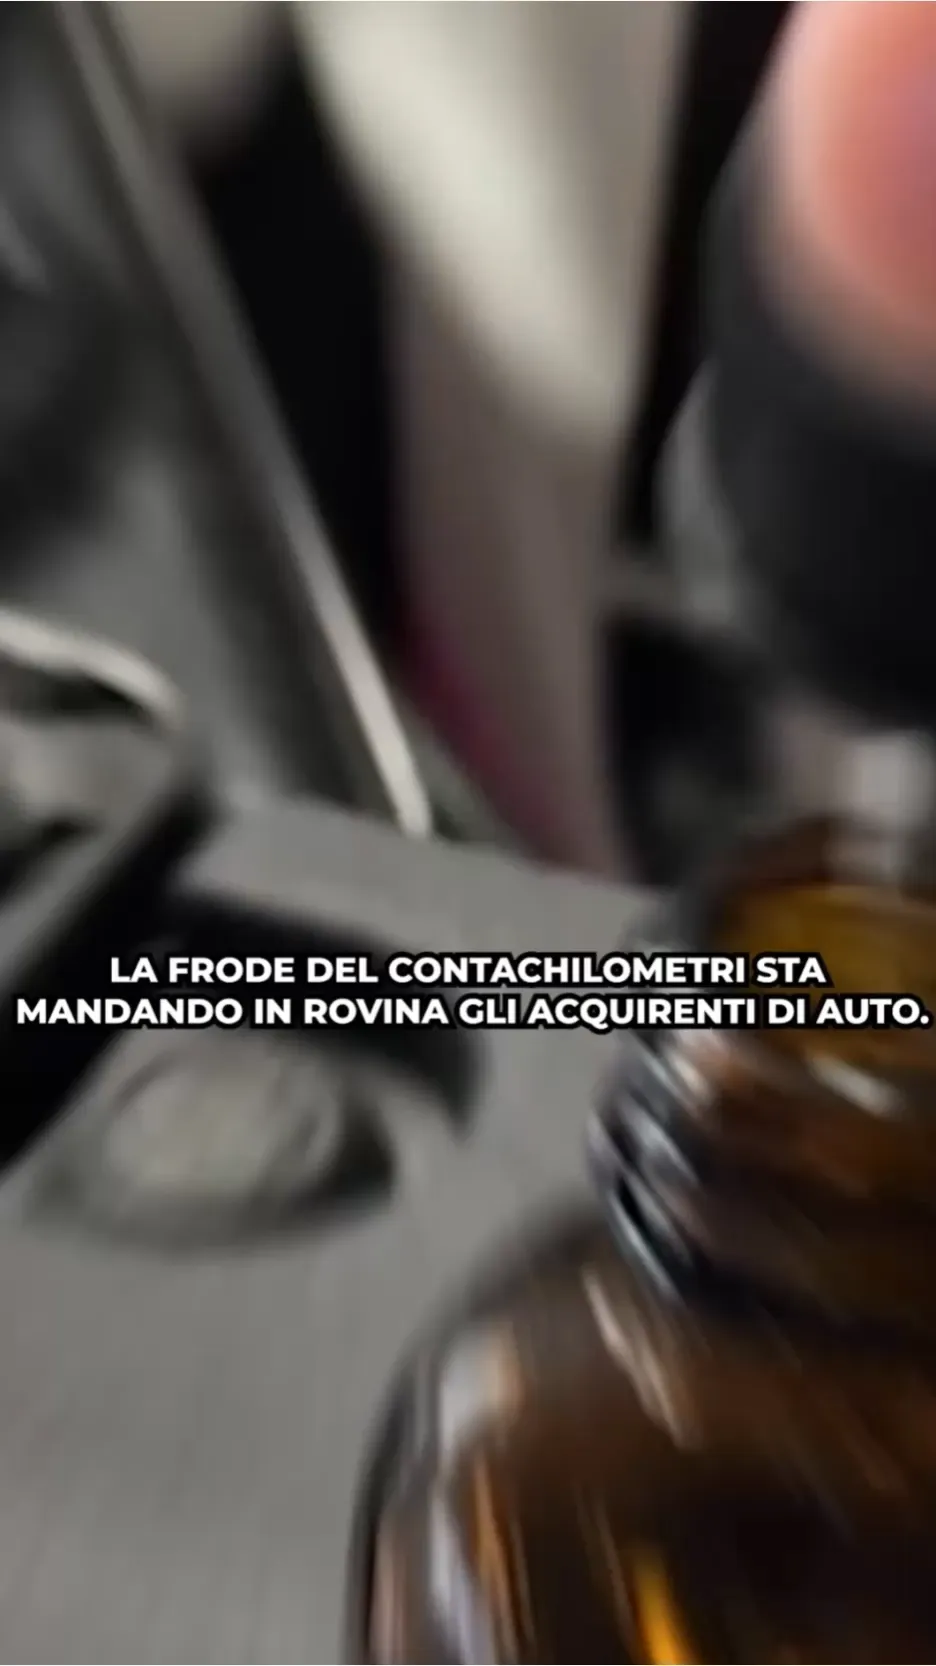 LA FRODE DEL CONTACHILOMETRI STA
MANDANDO IN ROVINA GLI ACQUIRENTI DI AUTO.